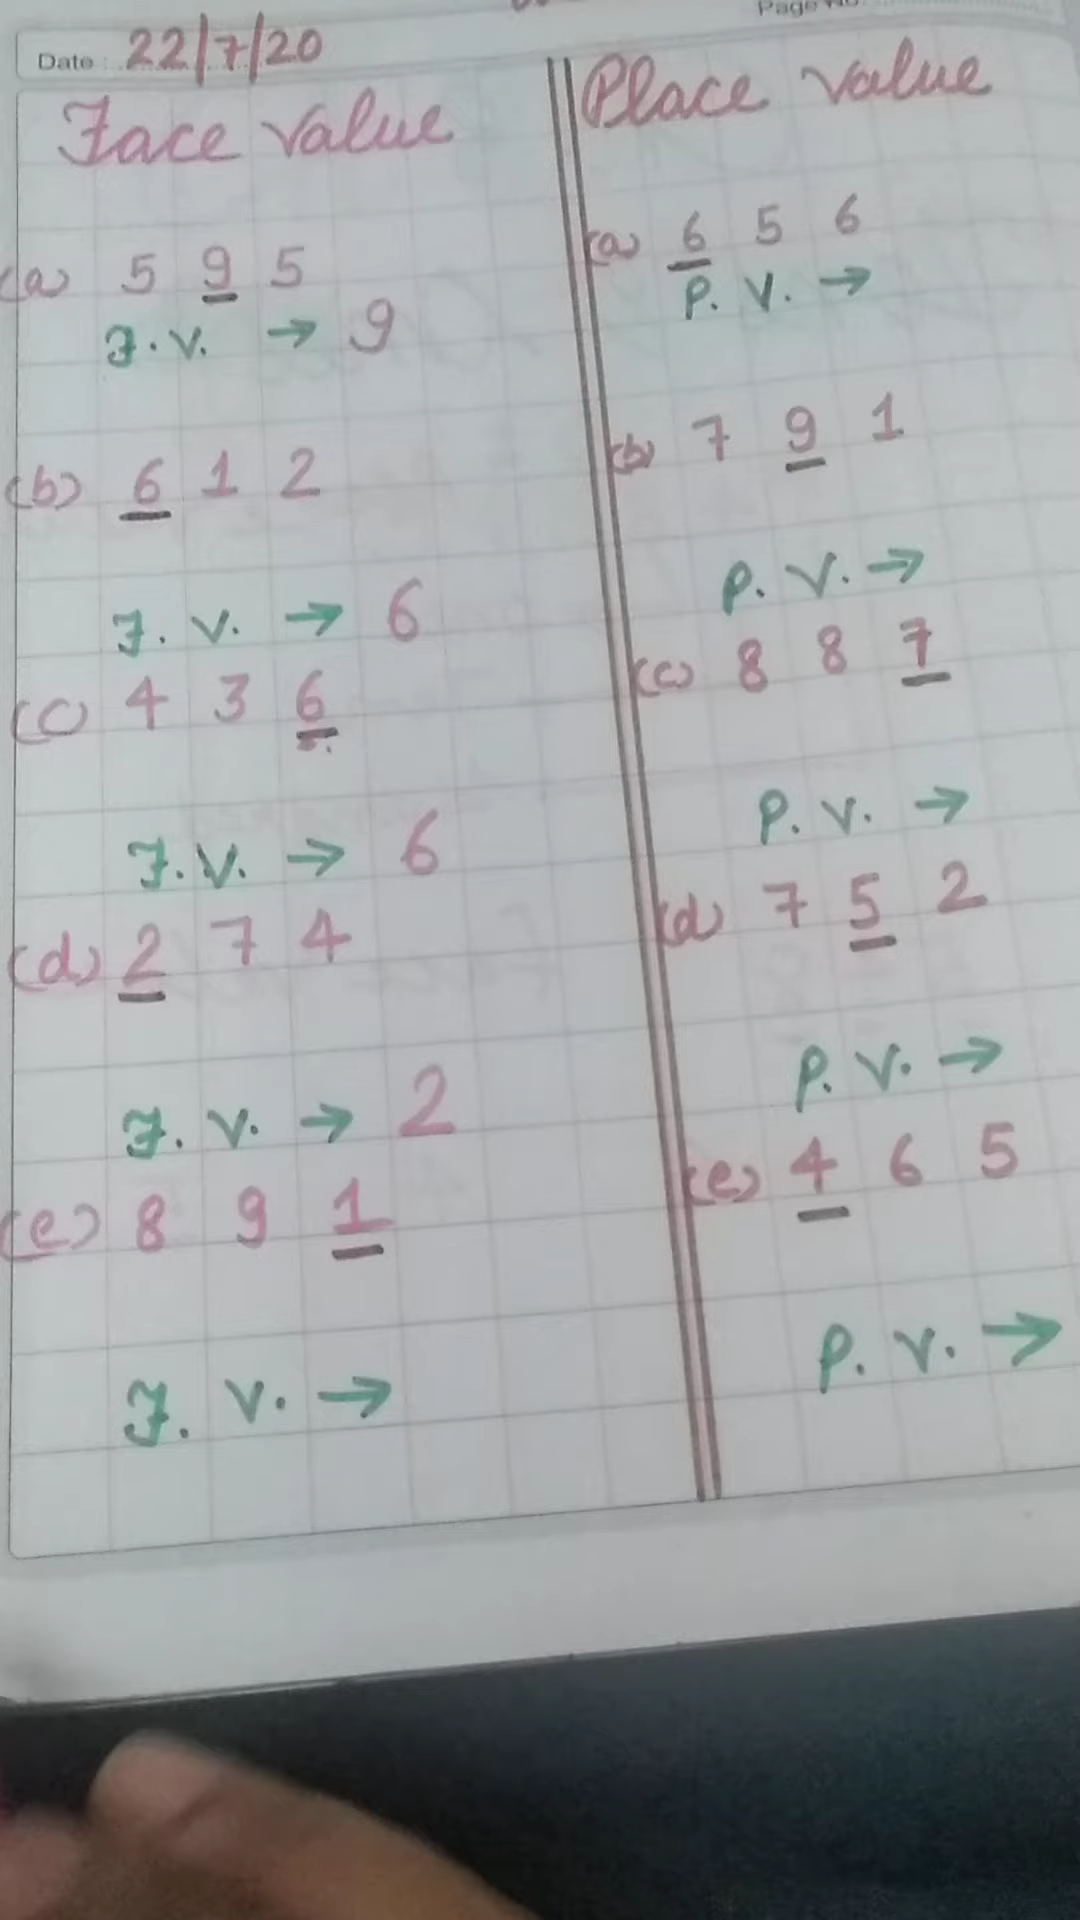 Date : 22/7/20
Face value
(a) 5 9 5
F. V. → 9
(b) 6 1 2
F. V. → 6
(c) 4 3 6
F. V. → 6
(d) 2 7 4
F. V. → 2
(e) 8 9 1
F. V. →
Place value
(a) 6 5 6
P. V. →
(b) 7 9 1
P. V. →
(c) 8 8 7
P. V. →
(d) 7 5 2
P. V. →
(e) 4 6 5
P. V. →